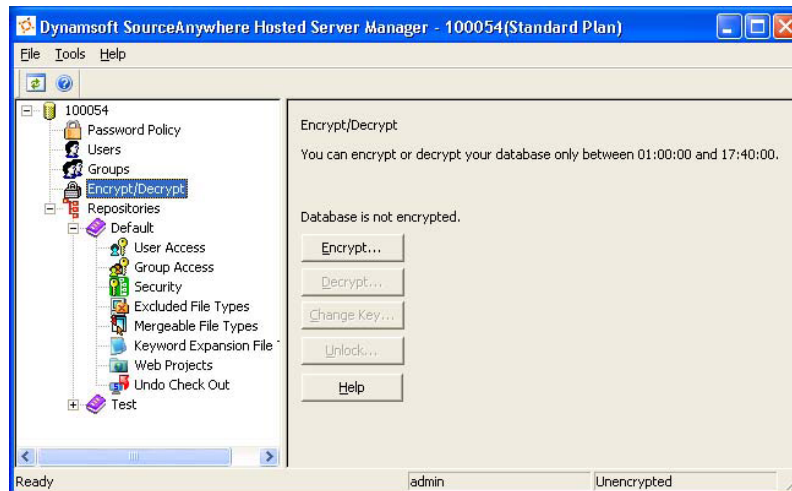 Dynamsoft SourceAnywhere Hosted Server Manager - 100054(Standard Plan)
File Tools Help
100054
Password Policy
Users
Groups
Encrypt/Decrypt
Repositories
Default
User Access
Group Access
Security
Excluded File Types
Mergeable File Types
Keyword Expansion File
Web Projects
Undo Check Out
Test
Encrypt/Decrypt
You can encrypt or decrypt your database only between 01:00:00 and 17:40:00.
Database is not encrypted.
Encrypt...
Decrypt...
Change Key...
Unlock...
Help
Ready
admin
Unencrypted